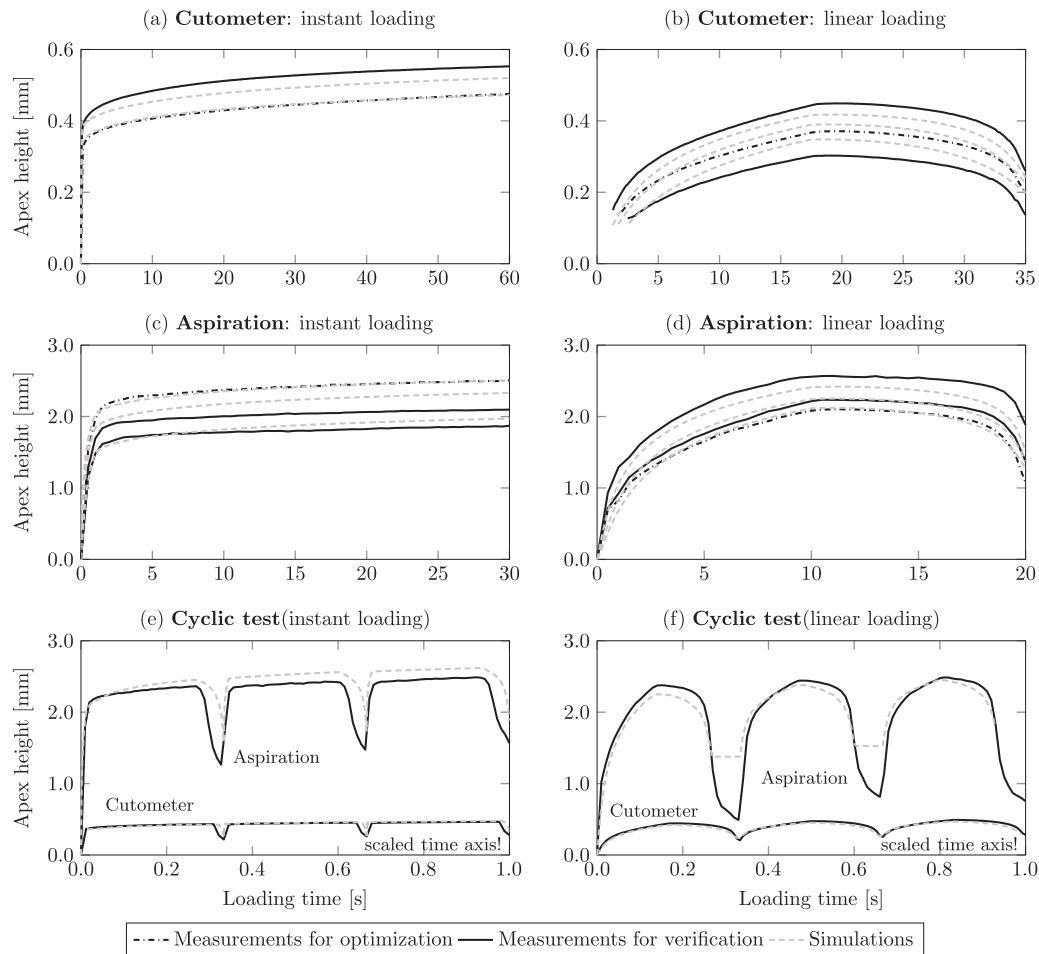 (a) Cutometer: instant loading
(b) Cutometer: linear loading
Apex height [mm]
0.6
0.4
0.2
0.0
0 10 20 30 40 50 60
0.6
0.4
0.2
0.0
5 10 15 20 25 30 35
(c) Aspiration: instant loading
(d) Aspiration: linear loading
Apex height [mm]
3.0
2.0
1.0
0.0
0 5 10 15 20 25 30
3.0
2.0
1.0
0.0
0 5 10 15 20
(e) Cyclic test(instant loading)
(f) Cyclic test(linear loading)
Apex height [mm]
3.0
2.0
1.0
0.0
Aspiration
Cutometer
scaled time axis!
0.0 0.2 0.4 0.6 0.8 1.0
Loading time [s]
3.0
2.0
1.0
0.0
Aspiration
Cutometer
scaled time axis!
0.0 0.2 0.4 0.6 0.8 1.0
Loading time [s]
Measurements for optimization Measurements for verification Simulations